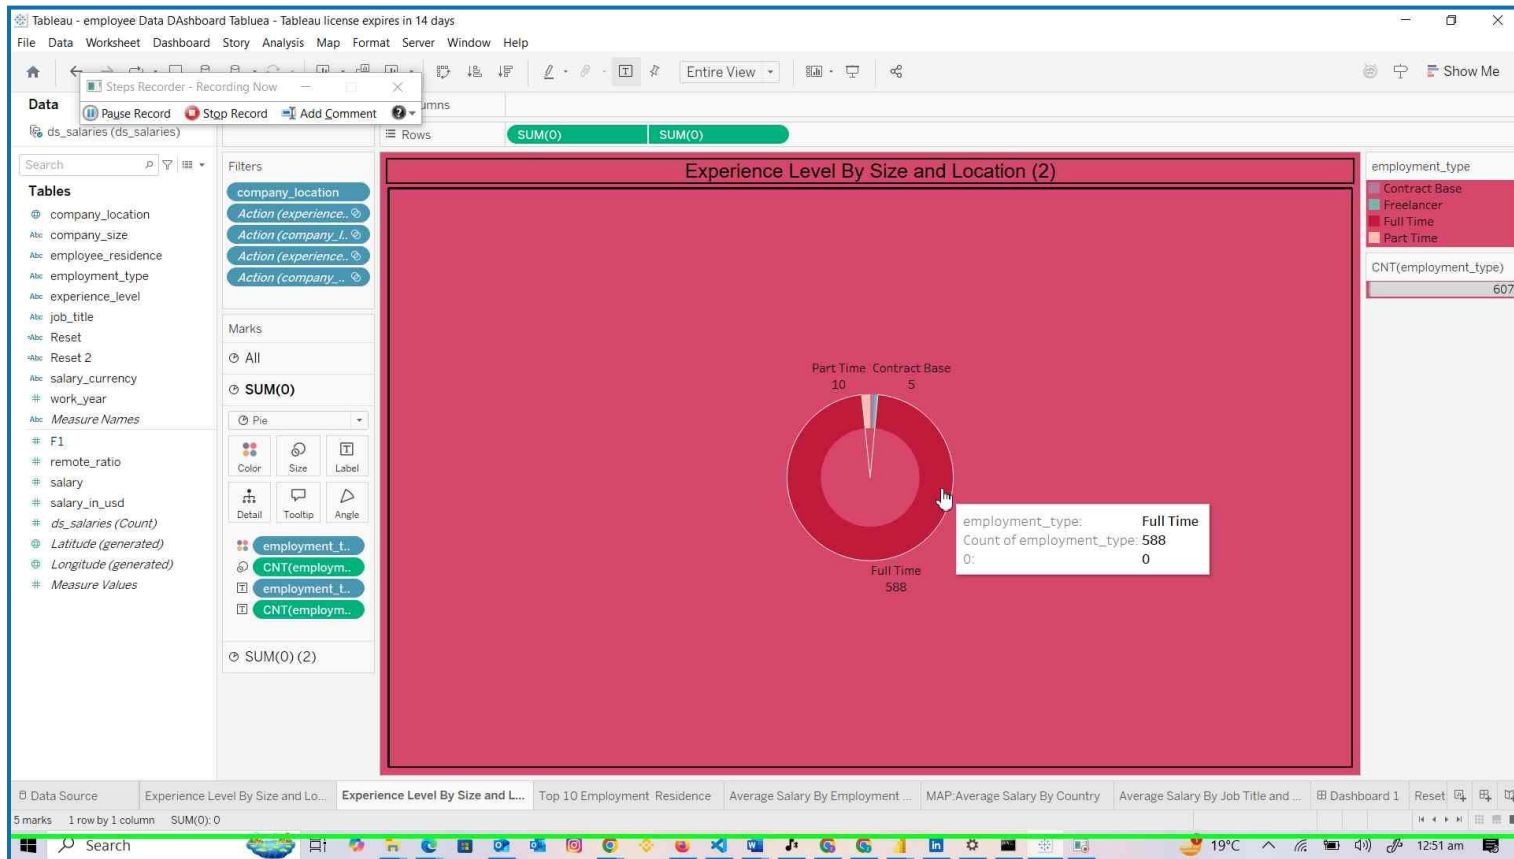 Tableau - employee Data DAshboard Tabluea - Tableau license expires in 14 days
File Data Worksheet Dashboard Story Analysis Map Format Server Window Help
Entire View
Show Me
Steps Recorder - Recording Now
Pause Record Stop Record Add Comment
Data
ds_salaries (ds_salaries)
Rows
SUM(0) SUM(0)
Search
Tables
company_location
company_size
employee_residence
employment_type
experience_level
job_title
Reset
Reset 2
salary_currency
work_year
Measure Names
F1
remote_ratio
salary
salary_in_usd
ds_salaries (Count)
Latitude (generated)
Longitude (generated)
Measure Values
Filters
company_location
Action (experience..
Action (company_l..
Action (experience..
Action (company_..
Marks
All
SUM(0)
Pie
Color Size Label
Detail Tooltip Angle
employment_t..
CNT(employm..
employment_t..
CNT(employm..
SUM(0) (2)
Experience Level By Size and Location (2)
Part Time Contract Base
10 5
employment_type: Full Time
Count of employment_type: 588
0: 0
Full Time
588
employment_type
Contract Base
Freelancer
Full Time
Part Time
CNT(employment_type)
607
Data Source Experience Level By Size and Lo... Experience Level By Size and L... Top 10 Employment Residence Average Salary By Employment ... MAP:Average Salary By Country Average Salary By Job Title and ... Dashboard 1 Reset
5 marks 1 row by 1 column SUM(0): 0
Search 19°C 12:51 am